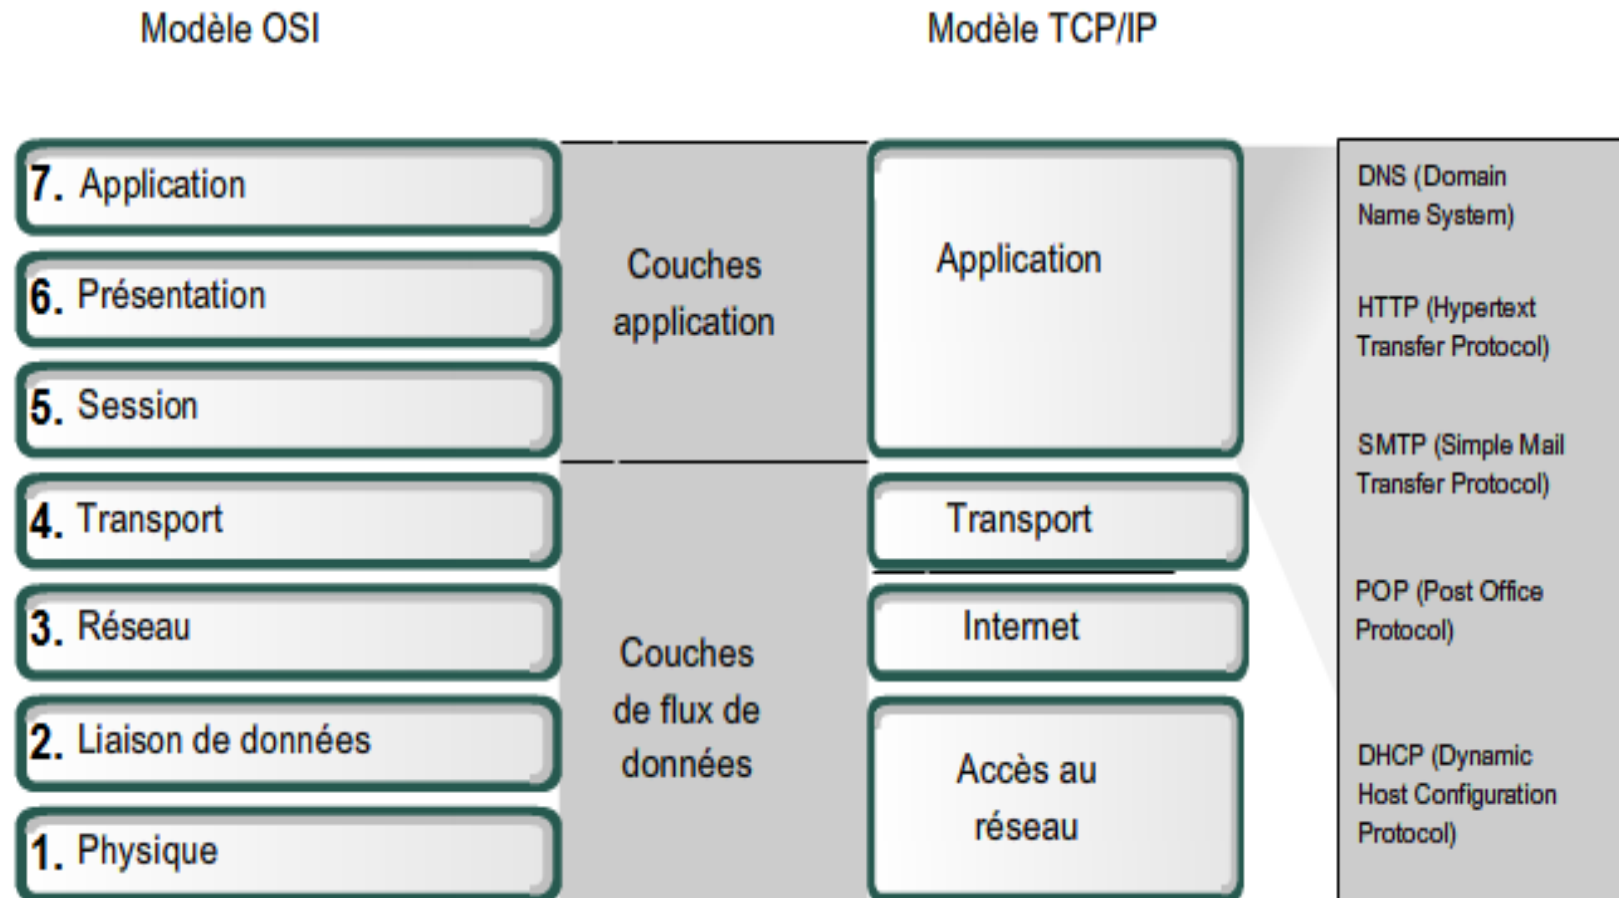 Modèle OSI
Modèle TCP/IP
7. Application
6. Présentation
5. Session
4. Transport
3. Réseau
2. Liaison de données
1. Physique
Couches
application
Couches
de flux de
données
Application
Transport
Internet
Accès au
réseau
DNS (Domain
Name System)
HTTP (Hypertext
Transfer Protocol)
SMTP (Simple Mail
Transfer Protocol)
POP (Post Office
Protocol)
DHCP (Dynamic
Host Configuration
Protocol)